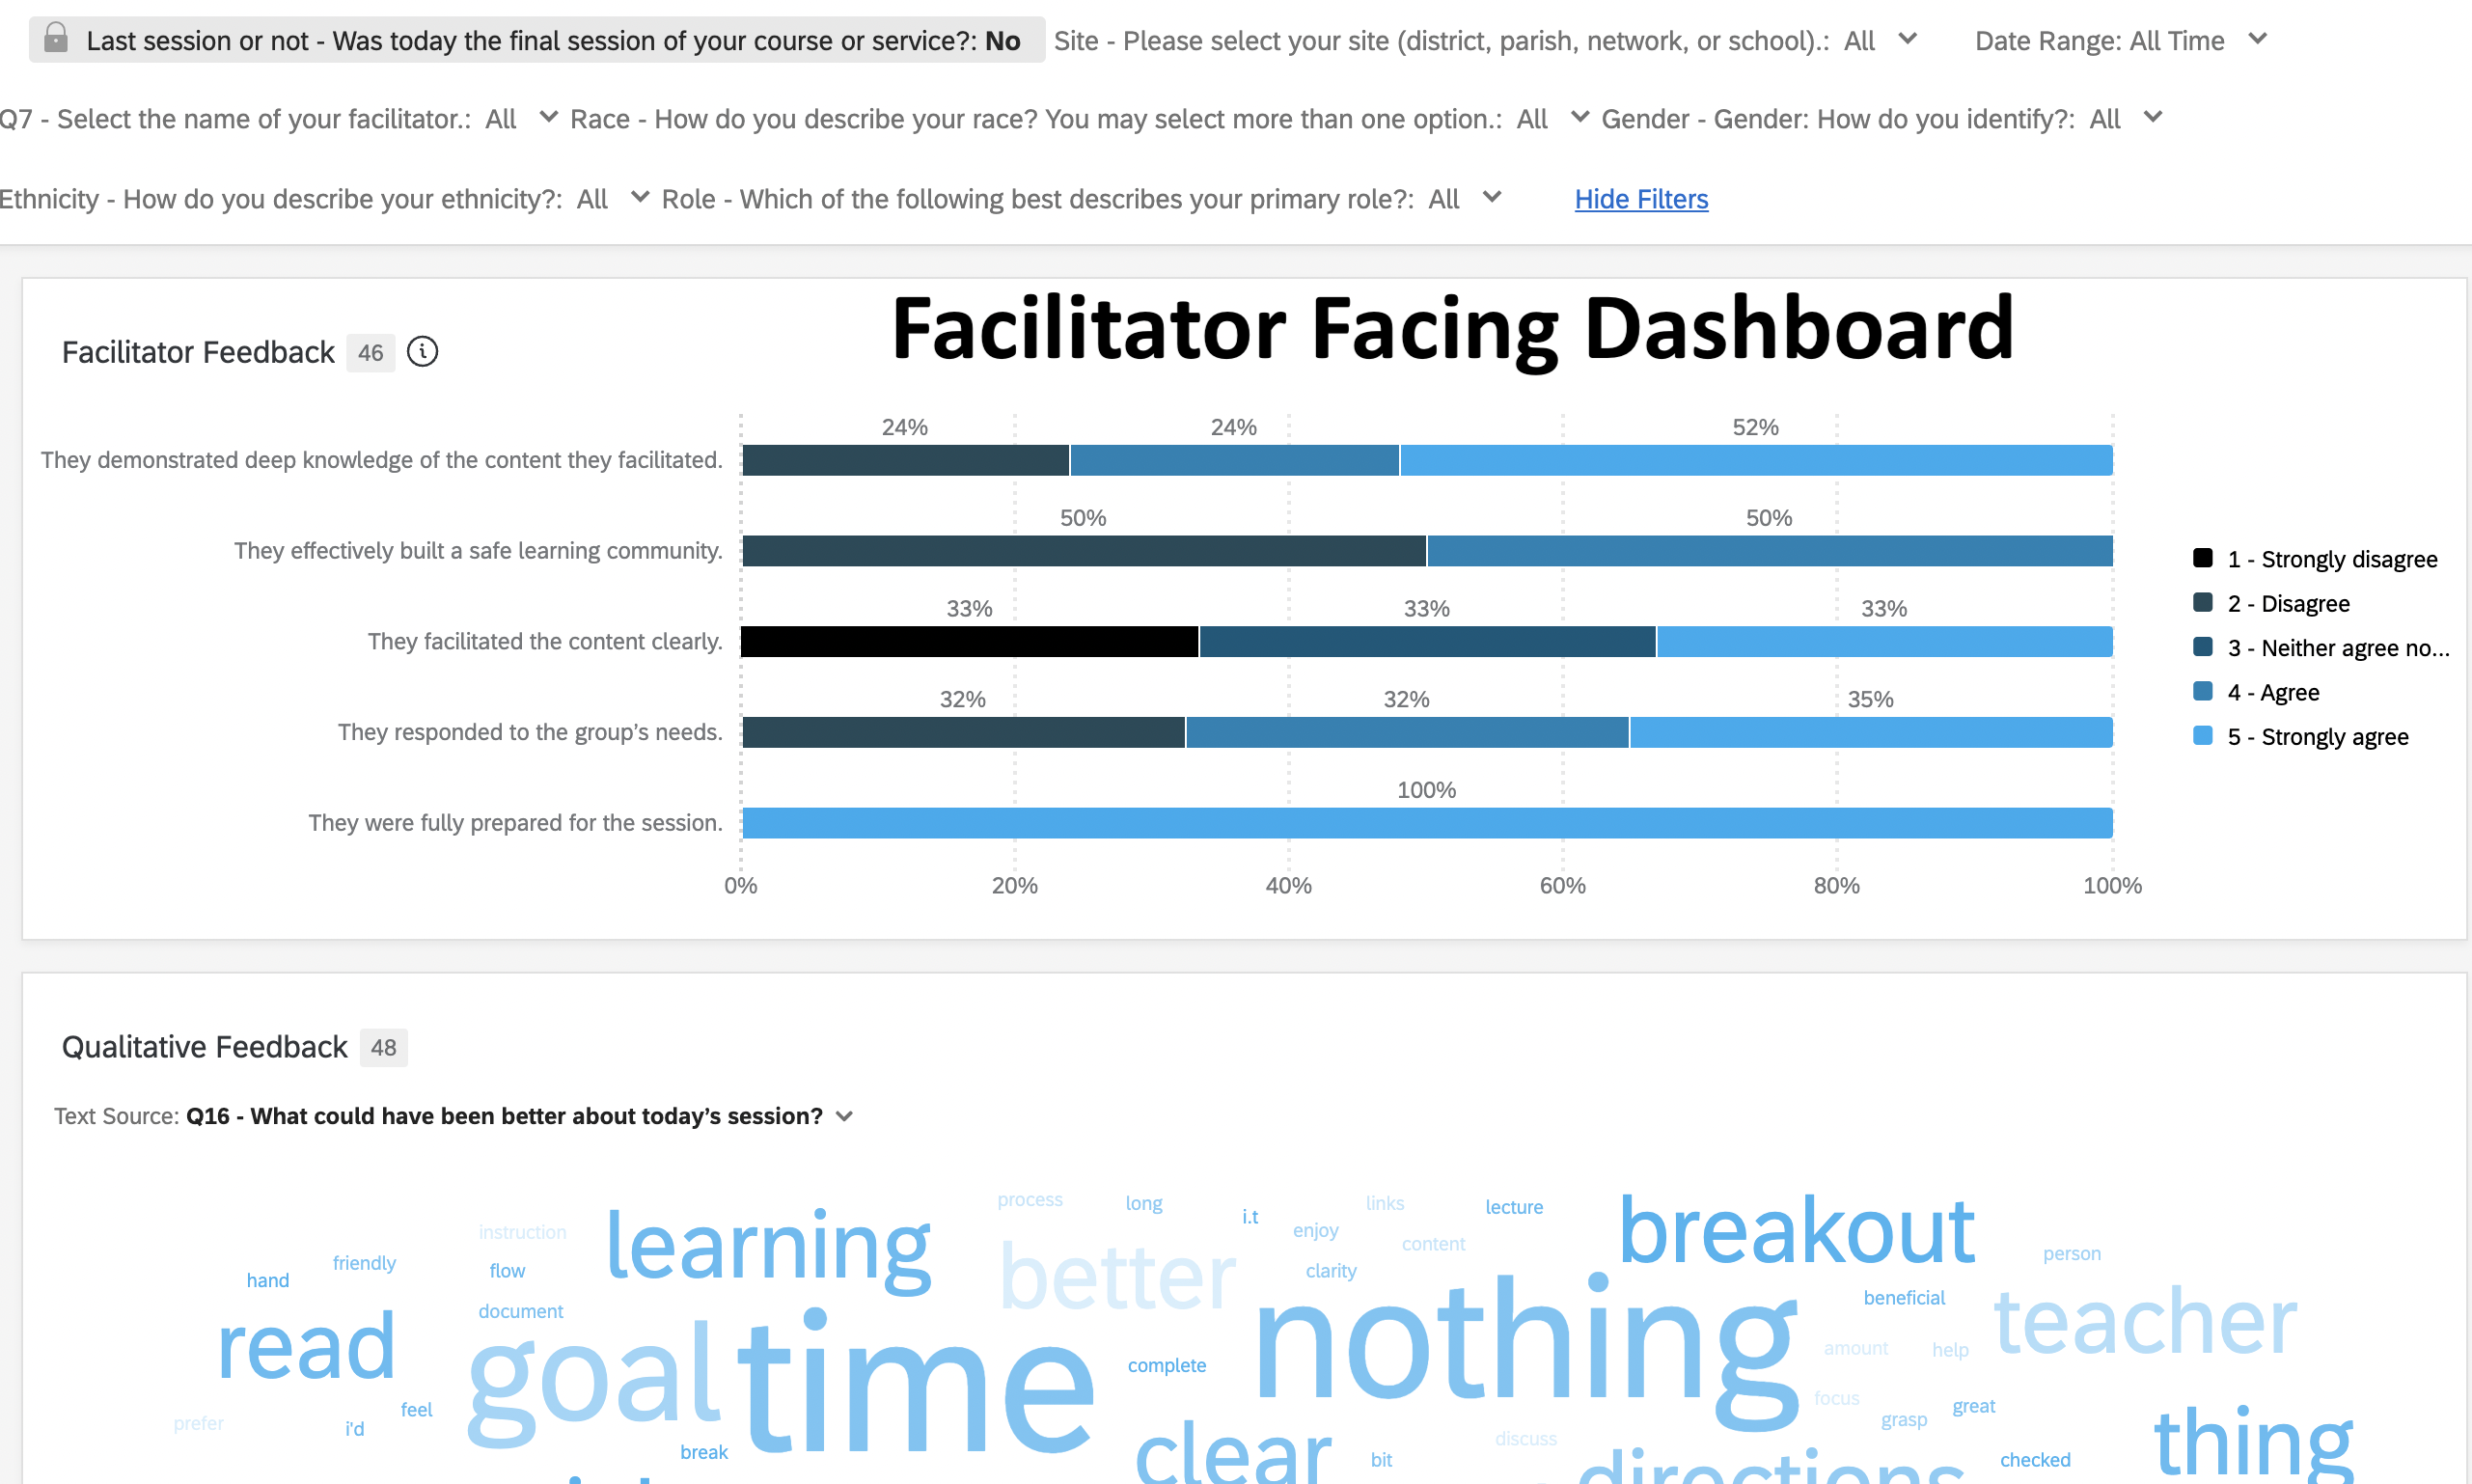 Last session or not - Was today the final session of your course or service?: No Site - Please select your site (district, parish, network, or school).: All Date Range: All Time
Q7 - Select the name of your facilitator.: All Race - How do you describe your race? You may select more than one option.: All Gender - Gender: How do you identify?: All
Ethnicity - How do you describe your ethnicity?: All Role - Which of the following best describes your primary role?: All Hide Filters
Facilitator Facing Dashboard
Facilitator Feedback 46
24% 24% 52%
They demonstrated deep knowledge of the content they facilitated.
50% 50%
They effectively built a safe learning community.
33% 33% 33%
They facilitated the content clearly.
32% 32% 35%
They responded to the group's needs.
100%
They were fully prepared for the session.
0% 20% 40% 60% 80% 100%
1 - Strongly disagree
2 - Disagree
3 - Neither agree no...
4 - Agree
5 - Strongly agree
Qualitative Feedback 48
Text Source: Q16 - What could have been better about today's session?
process long i.t links lecture
instruction learning enjoy content breakout person
hand friendly flow better clarity beneficial
document
read goal time complete nothing amount help teacher
prefer i'd feel focus grasp great
break clear bit discuss directions checked thing